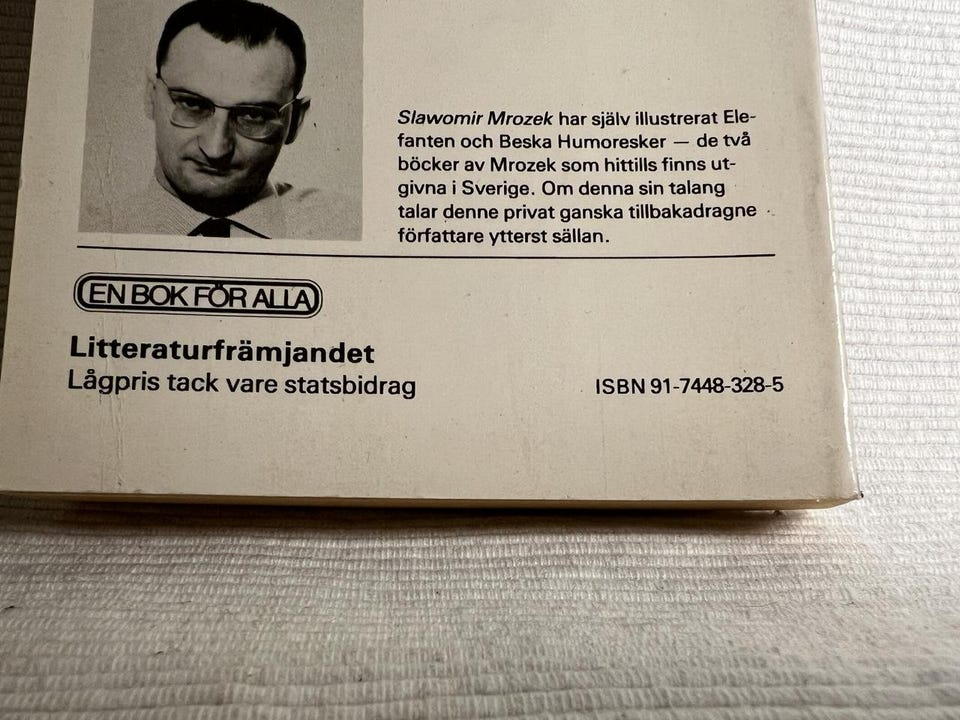 Slawomir Mrozek har själv illustrerat Ele-
fanten och Beska Humoresker — de två
böcker av Mrozek som hittills finns ut-
givna i Sverige. Om denna sin talang
talar denne privat ganska tillbakadragne
författare ytterst sällan.
EN BOK FÖR ALLA
Litteraturfrämjandet
Lågpris tack vare statsbidrag
ISBN 91-7448-328-5